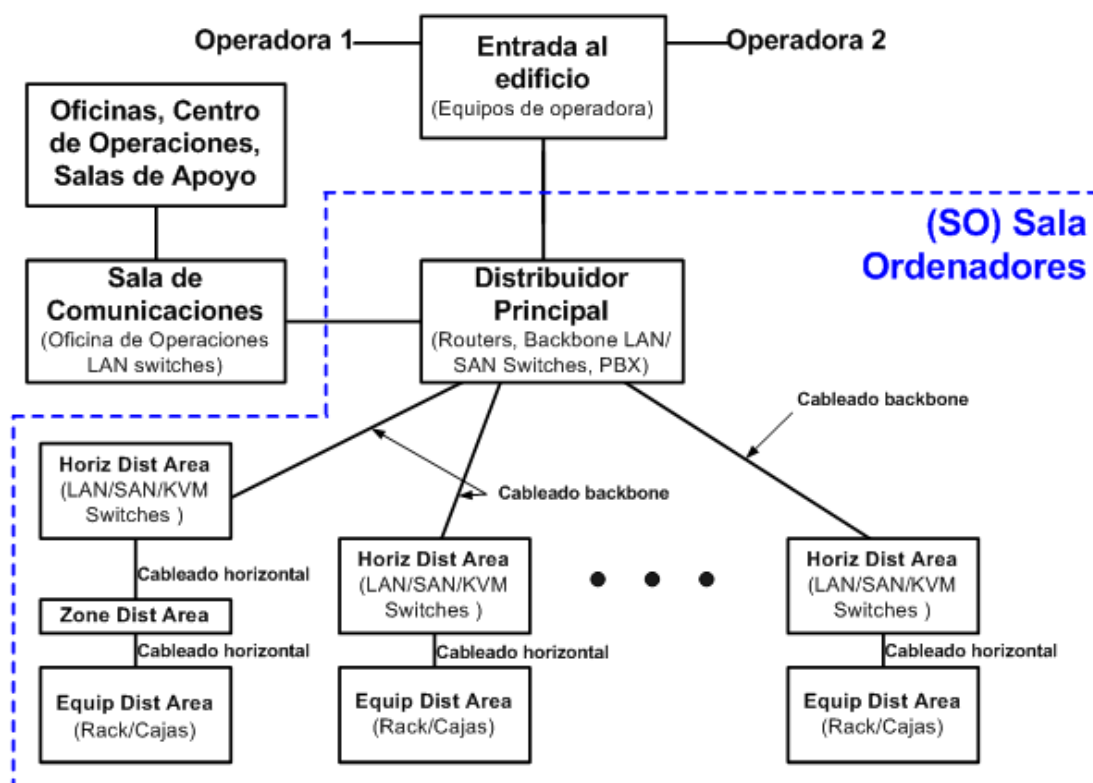 Operadora 1
Entrada al
edificio
(Equipos de operadora)
Operadora 2
Oficinas, Centro
de Operaciones,
Salas de Apoyo
(SO) Sala
Ordenadores
Sala de
Comunicaciones
(Oficina de Operaciones
LAN switches)
Distribuidor
Principal
(Routers, Backbone LAN/
SAN Switches, PBX)
Cableado backbone
Horiz Dist Area
(LAN/SAN/KVM
Switches )
Cableado backbone
Horiz Dist Area
(LAN/SAN/KVM
Switches )
Horiz Dist Area
(LAN/SAN/KVM
Switches )
Cableado horizontal
Zone Dist Area
Cableado horizontal
Cableado horizontal
Cableado horizontal
Equip Dist Area
(Rack/Cajas)
Equip Dist Area
(Rack/Cajas)
Equip Dist Area
(Rack/Cajas)